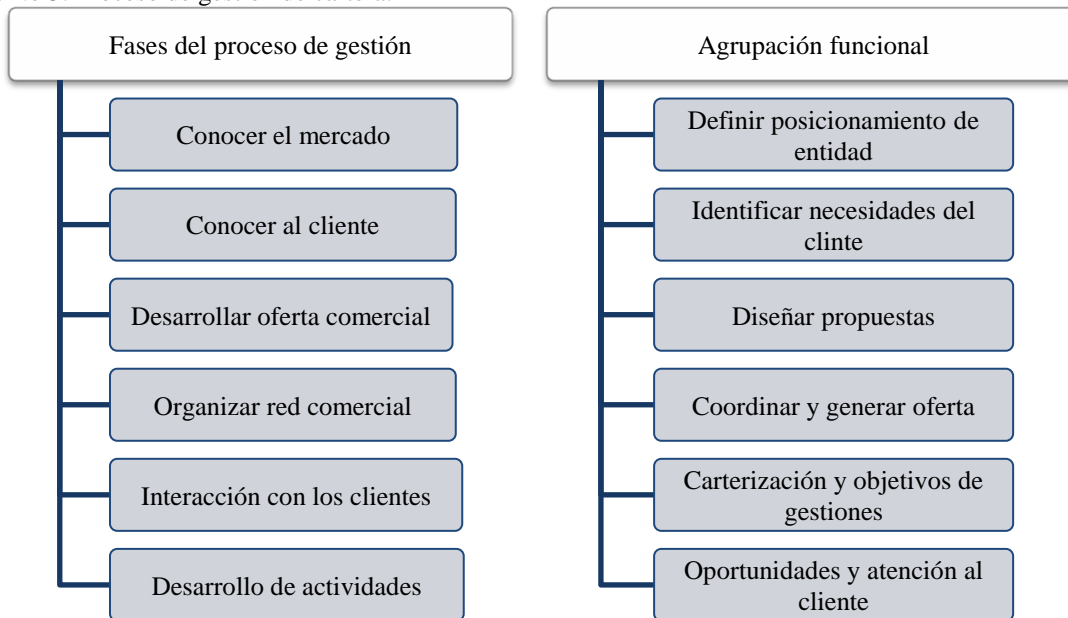 Fases del proceso de gestión
Conocer el mercado
Conocer al cliente
Desarrollar oferta comercial
Organizar red comercial
Interacción con los clientes
Desarrollo de actividades
Agrupación funcional
Definir posicionamiento de
entidad
Identificar necesidades del
clinte
Diseñar propuestas
Coordinar y generar oferta
Carterización y objetivos de
gestiones
Oportunidades y atención al
cliente